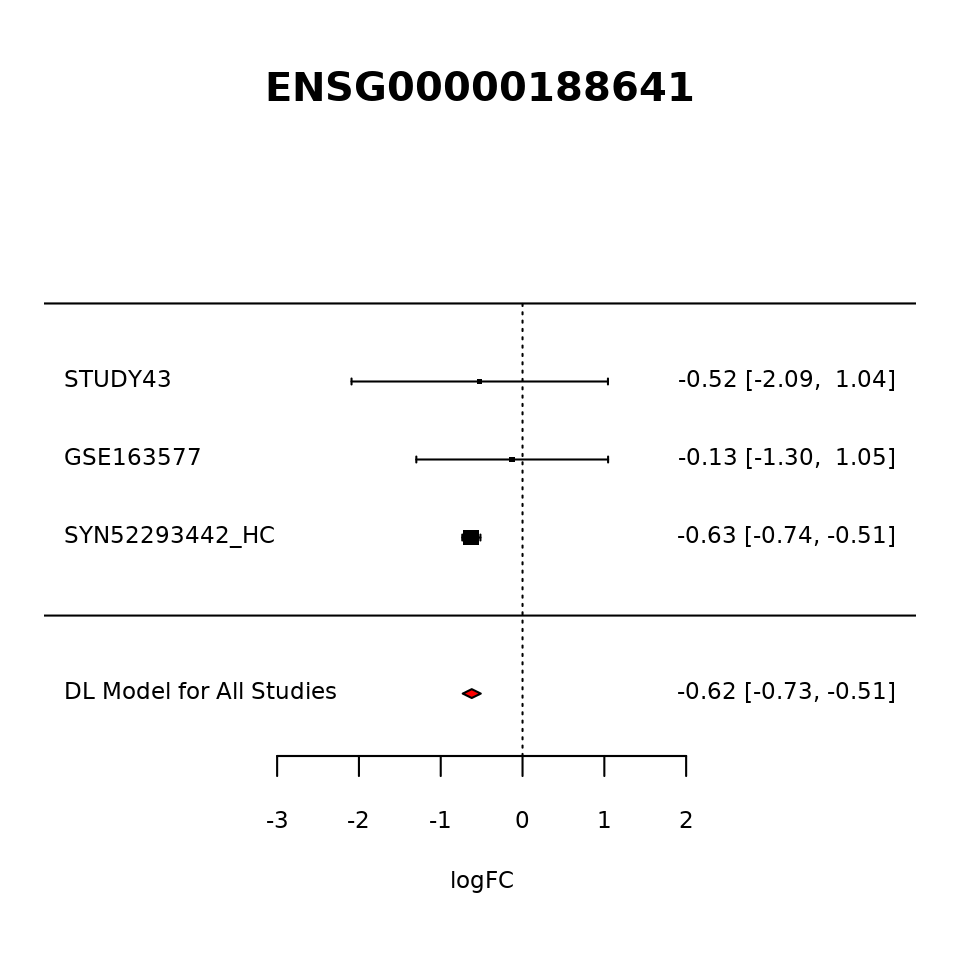 ENSG00000188641
STUDY43 -0.52 [-2.09,  1.04]
GSE163577 -0.13 [-1.30,  1.05]
SYN52293442_HC -0.63 [-0.74, -0.51]
DL Model for All Studies -0.62 [-0.73, -0.51]
-3 -2 -1 0 1 2
logFC